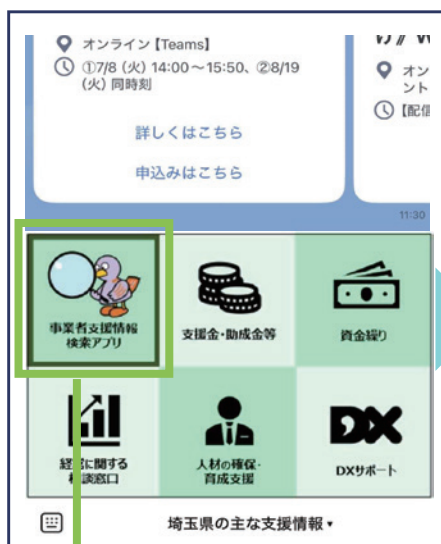 オンライン【Teams】
①7/8（火）14:00〜15:50、②8/19
（火）同時刻
詳しくはこちら
申込みはこちら
オン
ント
【配信
11:30
事業者支援情報
検索アプリ
支援金・助成金等
資金繰り
経営に関する
相談窓口
人材の確保・
育成支援
DX
DXサポート
埼玉県の主な支援情報▾